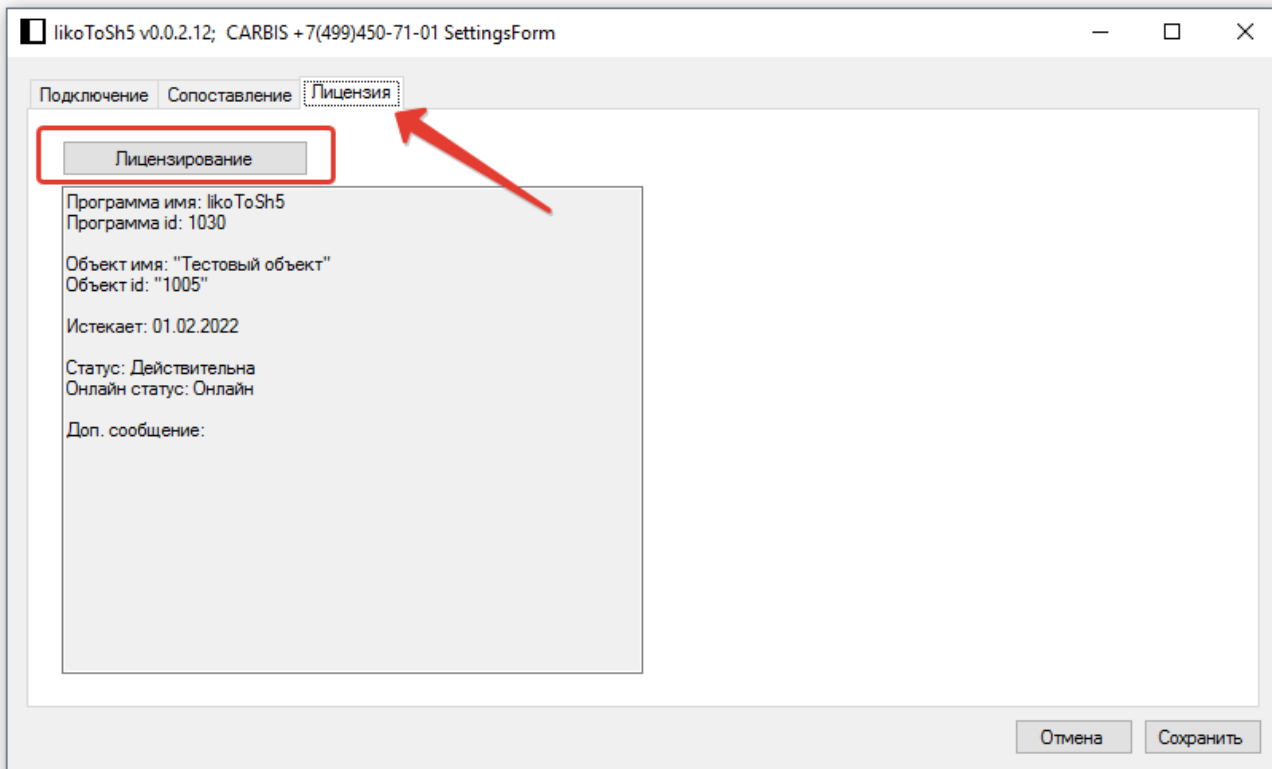 IikoToSh5 v0.0.2.12; CARBIS +7(499)450-71-01 SettingsForm
Подключение Сопоставление Лицензия
Лицензирование
Программа имя: IikoToSh5
Программа id: 1030
Объект имя: "Тестовый объект"
Объект id: "1005"
Истекает: 01.02.2022
Статус: Действительна
Онлайн статус: Онлайн
Доп. сообщение:
Отмена Сохранить